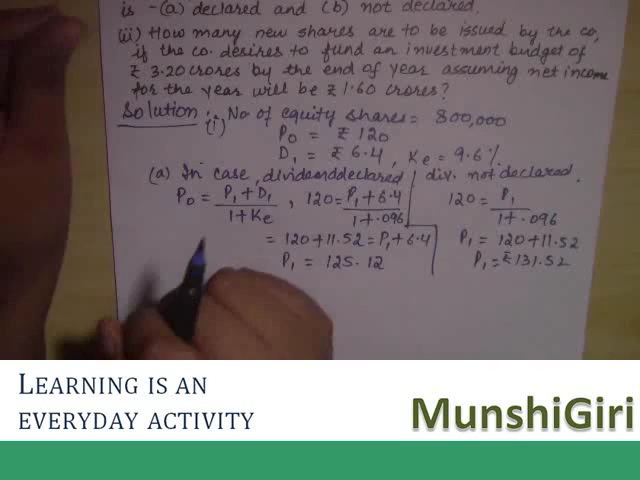 is - (a) declared and (b) not declared.
(ii) How many new shares are to be issued by the co,
if the co. desires to fund an investment budget of
₹ 3.20 crores by the end of year assuming net income
for the year will be ₹ 1.60 crores?
Solution :- No of equity shares = 800,000
(i) P0 = ₹ 120
D1 = ₹ 6.4, Ke = 9.6%
(a) In case, dividend declared div. not declared.
P0 = P1 + D1 / 1 + Ke, 120 = P1 + 6.4 / 1 + .096 120 = P1 / 1 + .096
= 120 + 11.52 = P1 + 6.4 P1 = 120 + 11.52
P1 = 125.12 P1 = ₹ 131.52
LEARNING IS AN
EVERYDAY ACTIVITY
MunshiGiri